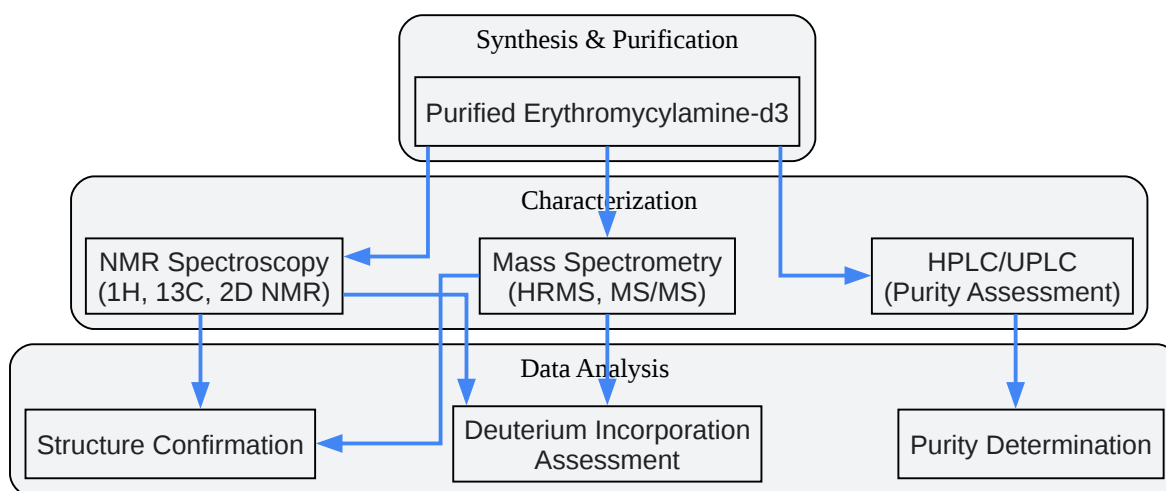 Synthesis & Purification
Purified Erythromycylamine-d3
Characterization
NMR Spectroscopy
(1H, 13C, 2D NMR)
Mass Spectrometry
(HRMS, MS/MS)
HPLC/UPLC
(Purity Assessment)
Data Analysis
Structure Confirmation
Deuterium Incorporation
Assessment
Purity Determination